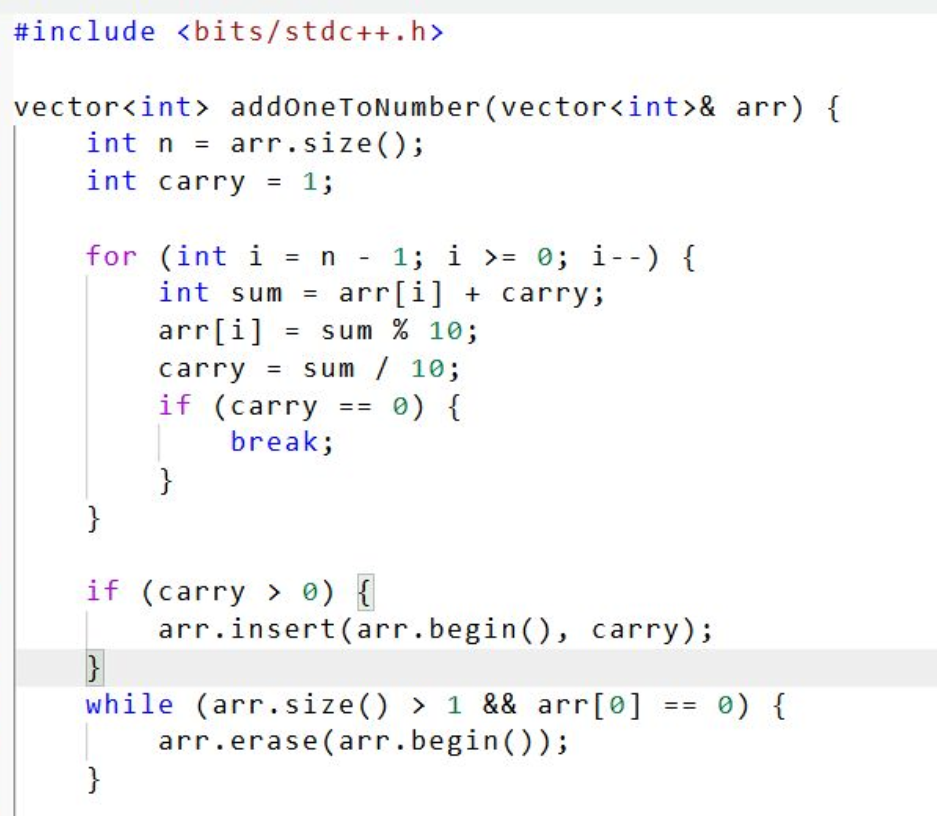 #include <bits/stdc++.h>
vector<int> addOneToNumber(vector<int>& arr) {
int n = arr.size();
int carry = 1;
for (int i = n - 1; i >= 0; i--) {
int sum = arr[i] + carry;
arr[i] = sum % 10;
carry = sum / 10;
if (carry == 0) {
break;
}
}
if (carry > 0) {
arr.insert(arr.begin(), carry);
}
while (arr.size() > 1 && arr[0] == 0) {
arr.erase(arr.begin());
}